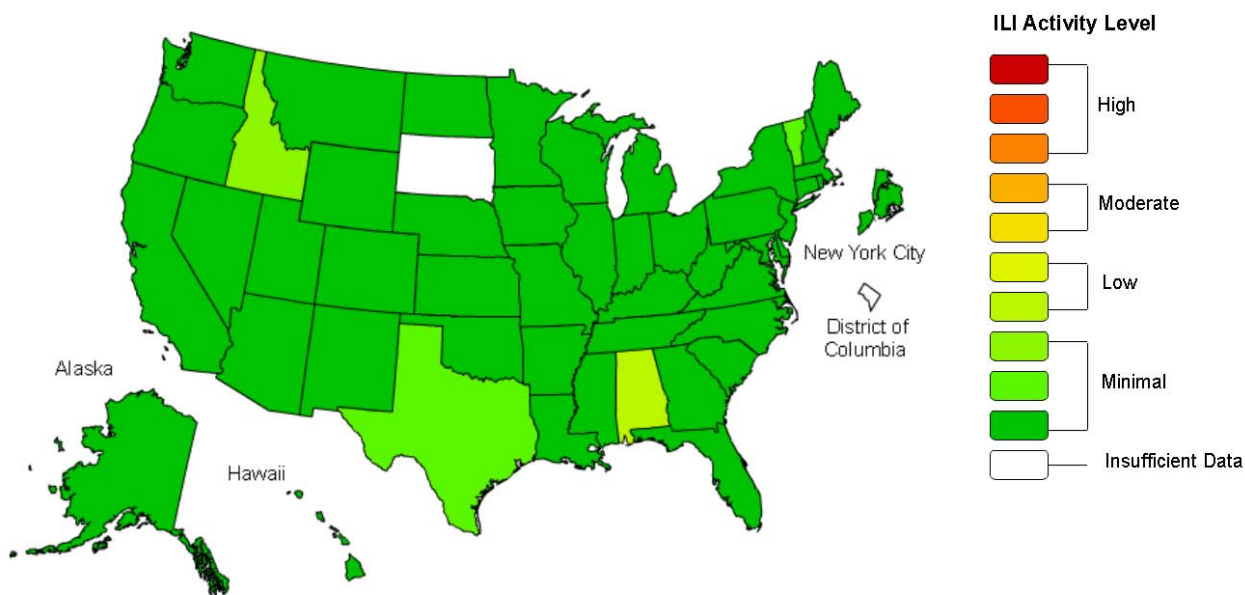 ILI Activity Level
High
Moderate
New York City
Low
District of
Columbia
Alaska
Minimal
Hawaii
Insufficient Data